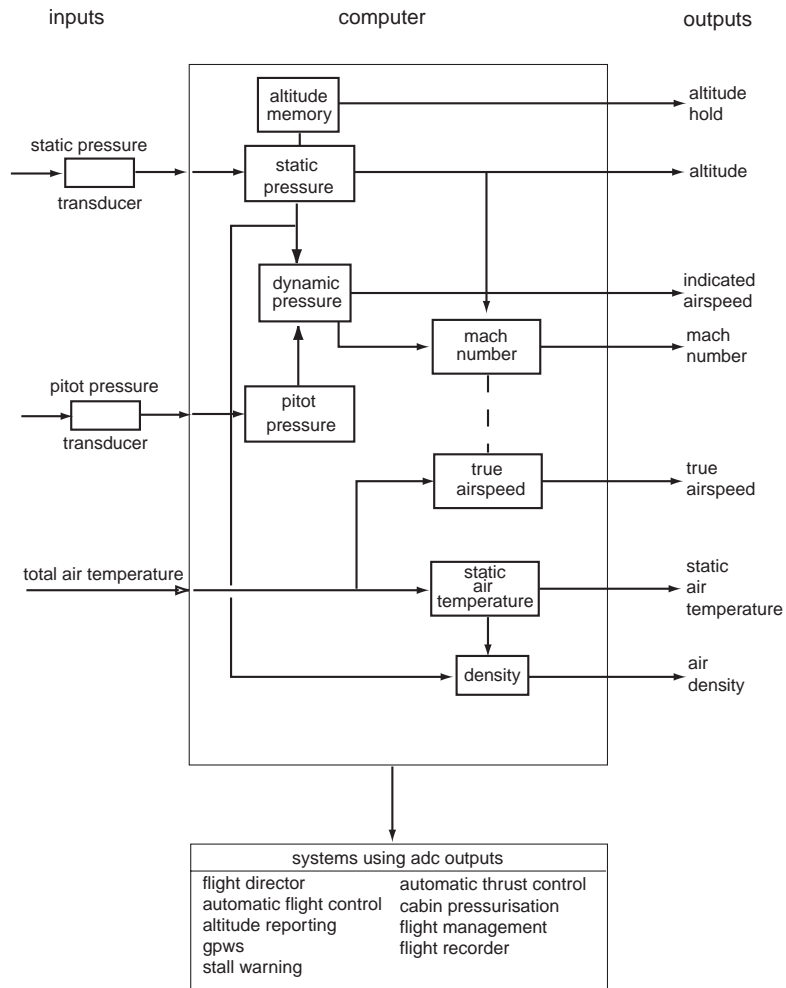 inputs
computer
outputs
altitude
memory
altitude
hold
static pressure
transducer
static
pressure
altitude
dynamic
pressure
indicated
airspeed
mach
number
mach
number
pitot pressure
transducer
pitot
pressure
true
airspeed
true
airspeed
total air temperature
static
air
temperature
static
air
temperature
density
air
density
systems using adc outputs
flight director
automatic flight control
altitude reporting
gpws
stall warning
automatic thrust control
cabin pressurisation
flight management
flight recorder